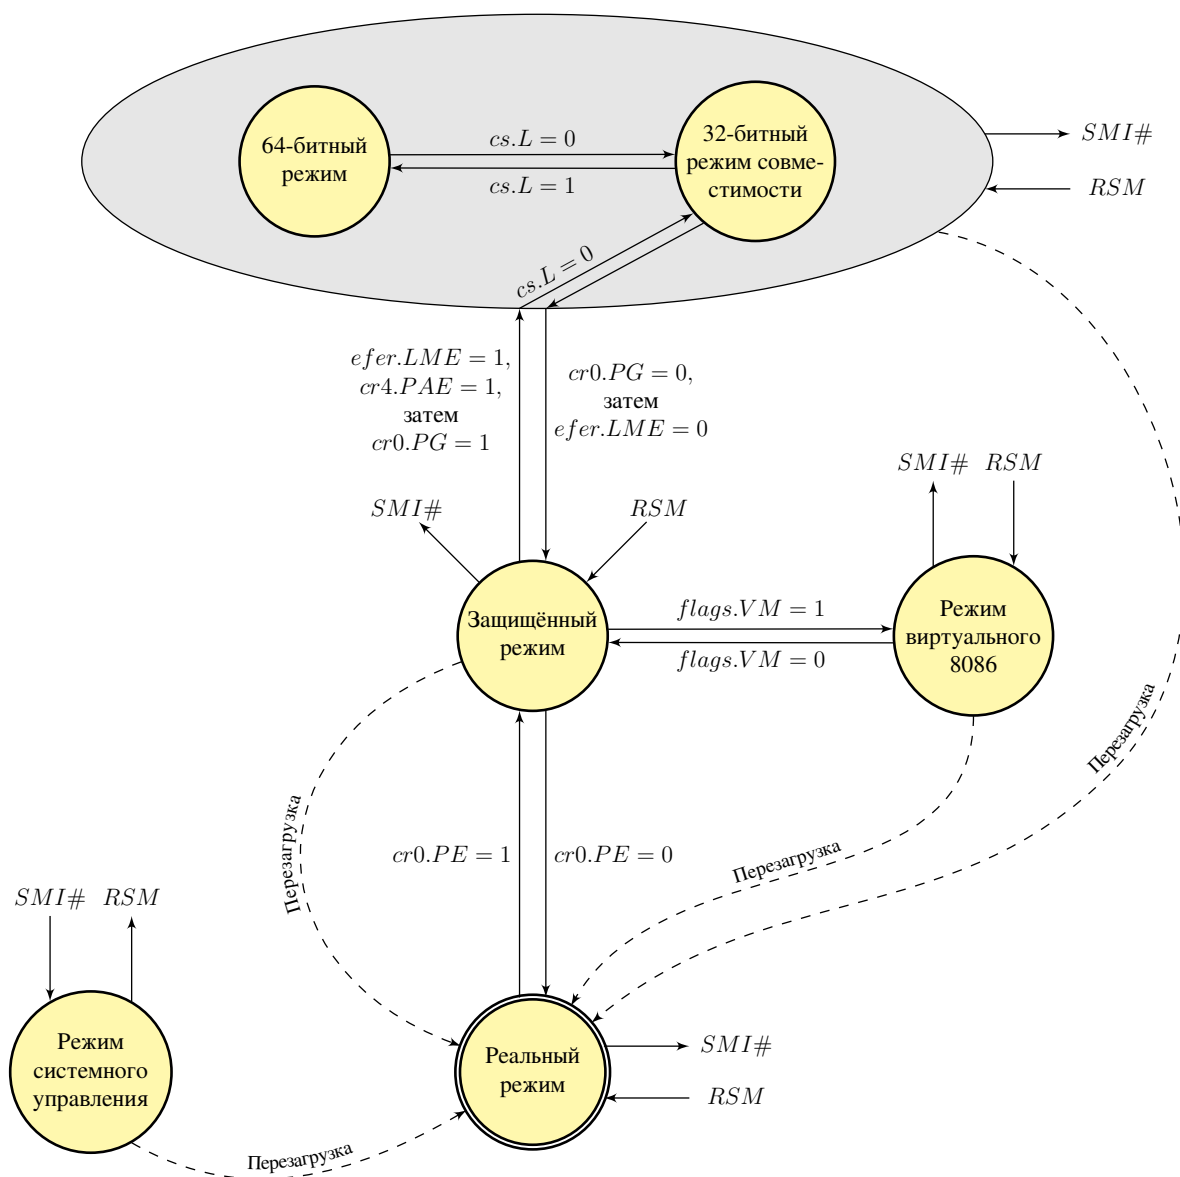 64-битный
режим
cs.L = 0
cs.L = 1
32-битный
режим совме-
стимости
SMI#
RSM
cs.L = 0
efer.LME = 1,
cr4.PAE = 1,
затем
cr0.PG = 1
cr0.PG = 0,
затем
efer.LME = 0
SMI# RSM
SMI#
RSM
Защищённый
режим
flags.VM = 1
flags.VM = 0
Режим
виртуального
8086
Перезагрузка
Перезагрузка
cr0.PE = 1
cr0.PE = 0
Перезагрузка
SMI# RSM
Режим
системного
управления
Реальный
режим
SMI#
RSM
Перезагрузка